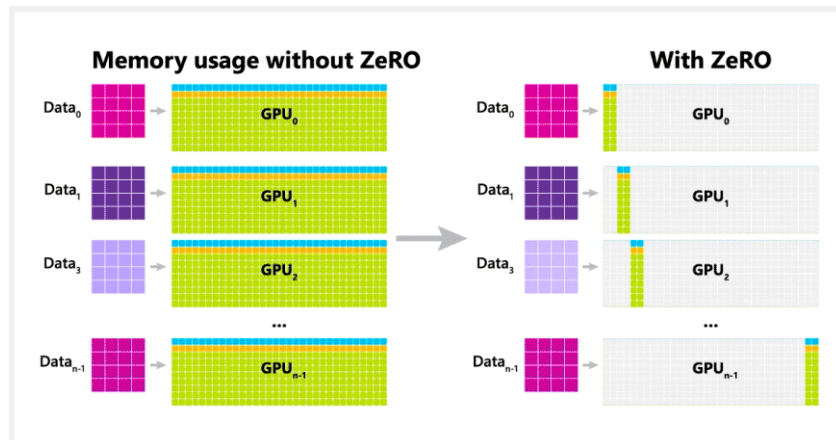 Memory usage without ZeRO
With ZeRO
Data0
GPU0
Data0
GPU0
Data1
GPU1
Data1
GPU1
Data3
GPU2
Data3
GPU2
...
...
Datan-1
GPUn-1
Datan-1
GPUn-1